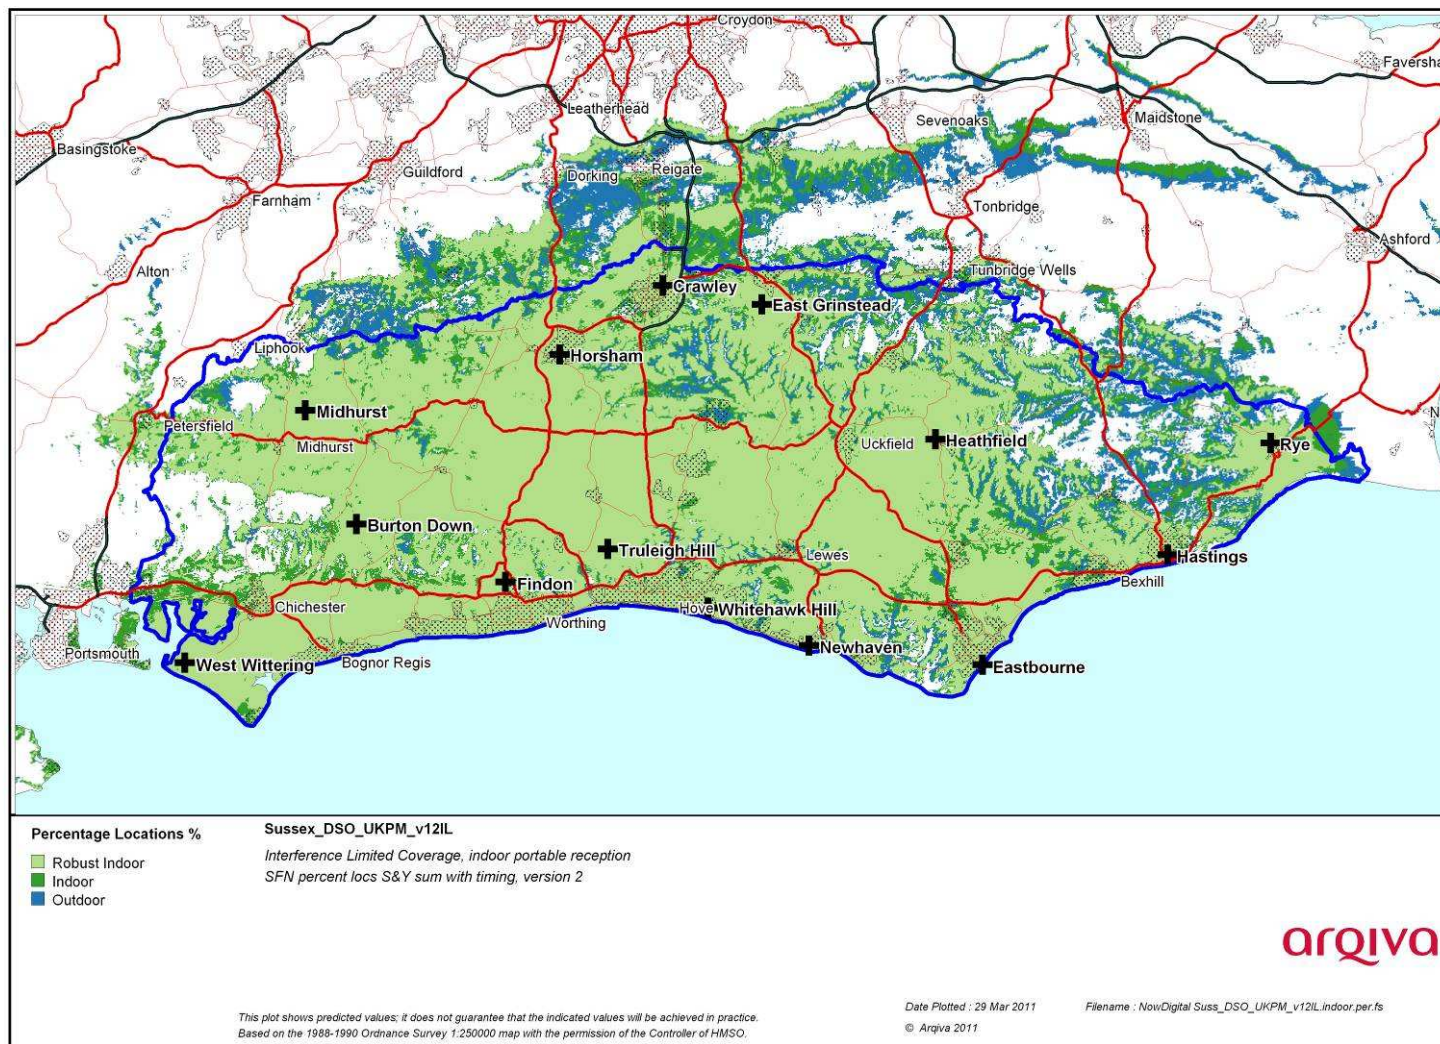 Croydon
Faversha
Leatherhead
Sevenoaks
Maidstone
Basingstoke
Guildford
Dorking
Reigate
Farnham
Tonbridge
Ashford
Alton
Tunbridge Wells
Crawley
East Grinstead
Liphook
Horsham
Midhurst
N
Petersfield
Midhurst
Uckfield
Heathfield
Rye
Burton Down
Truleigh Hill
Lewes
Hastings
Findon
Bexhill
Chichester
Hove
Whitehawk Hill
Worthing
Portsmouth
West Wittering
Bognor Regis
Newhaven
Eastbourne
Percentage Locations %
Robust Indoor
Indoor
Outdoor
Sussex_DSO_UKPM_v12IL
Interference Limited Coverage, indoor portable reception
SFN percent locs S&Y sum with timing, version 2
arqiva
This plot shows predicted values; it does not guarantee that the indicated values will be achieved in practice.
Based on the 1988-1990 Ordnance Survey 1:250000 map with the permission of the Controller of HMSO.
Date Plotted : 29 Mar 2011
© Arqiva 2011
Filename : NowDigital Suss_DSO_UKPM_v12IL.indoor.per.fs